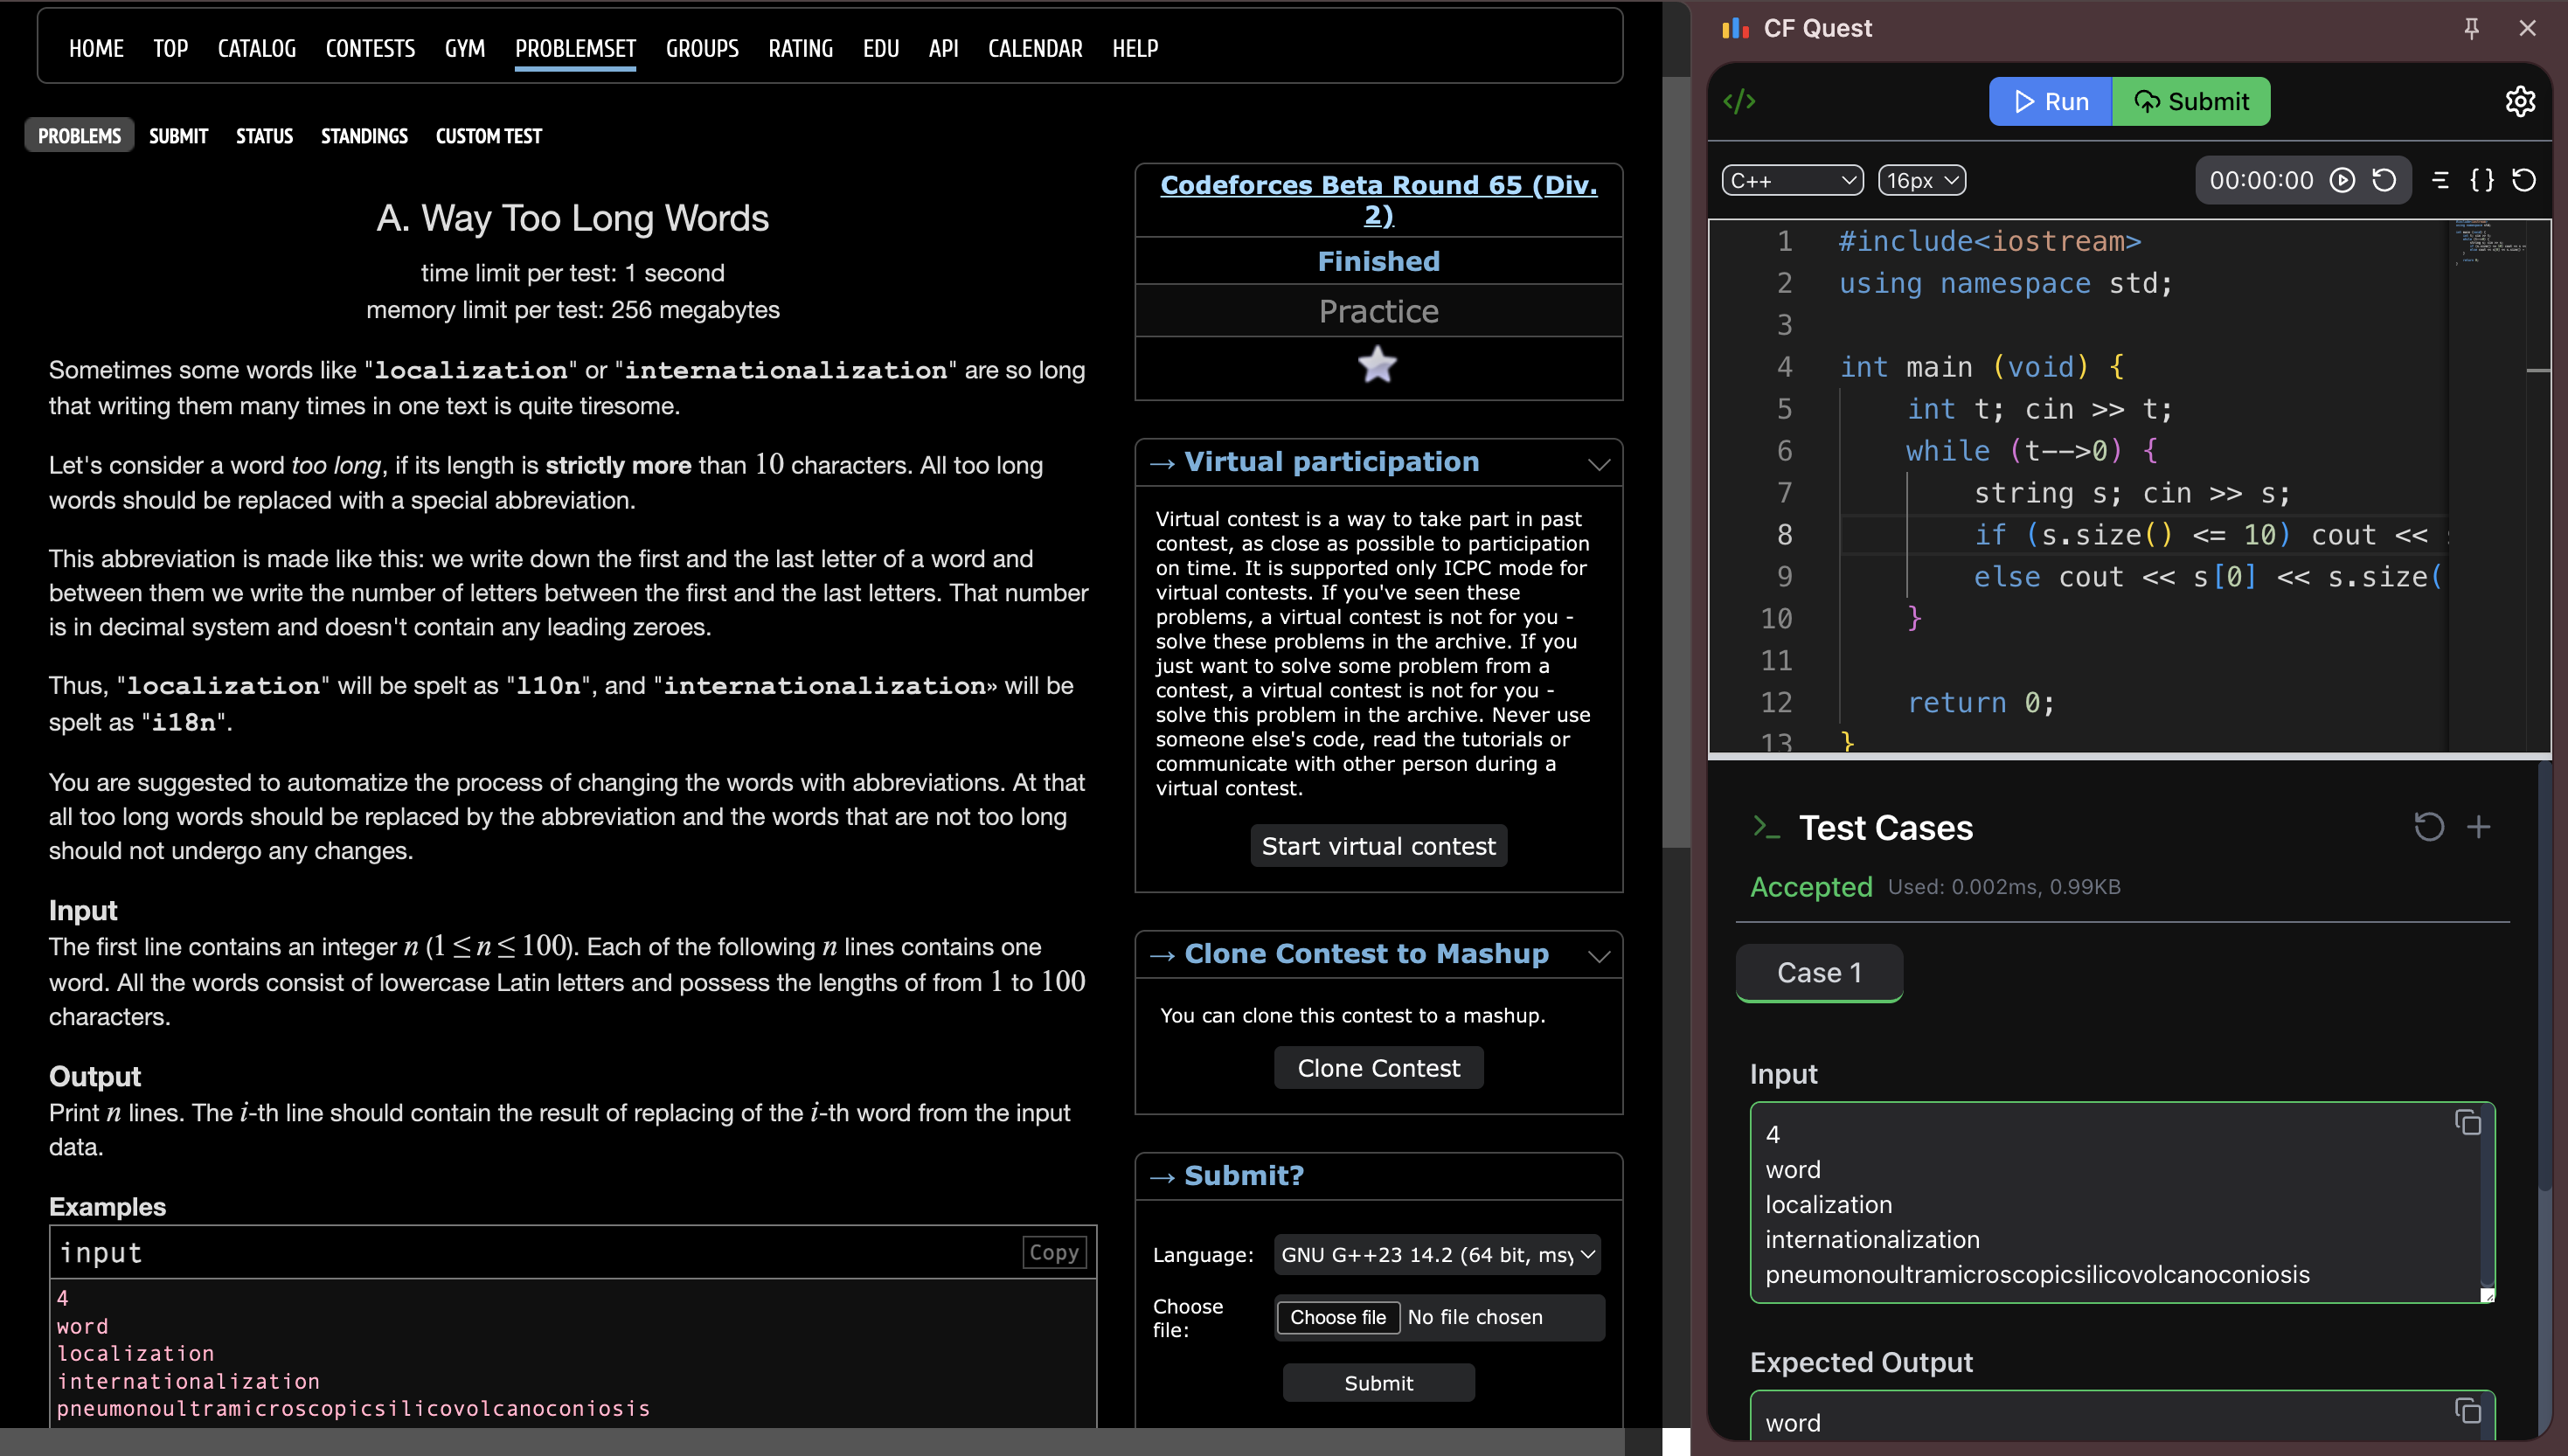 HOME TOP CATALOG CONTESTS GYM PROBLEMSET GROUPS RATING EDU API CALENDAR HELP
PROBLEMS SUBMIT STATUS STANDINGS CUSTOM TEST
A. Way Too Long Words
time limit per test: 1 second
memory limit per test: 256 megabytes
Sometimes some words like "localization" or "internationalization" are so long
that writing them many times in one text is quite tiresome.
Let's consider a word too long, if its length is strictly more than 10 characters. All too long
words should be replaced with a special abbreviation.
This abbreviation is made like this: we write down the first and the last letter of a word and
between them we write the number of letters between the first and the last letters. That number
is in decimal system and doesn't contain any leading zeroes.
Thus, "localization" will be spelt as "l10n", and "internationalization» will be
spelt as "i18n".
You are suggested to automatize the process of changing the words with abbreviations. At that
all too long words should be replaced by the abbreviation and the words that are not too long
should not undergo any changes.
Input
The first line contains an integer n (1 ≤ n ≤ 100). Each of the following n lines contains one
word. All the words consist of lowercase Latin letters and possess the lengths of from 1 to 100
characters.
Output
Print n lines. The i-th line should contain the result of replacing of the i-th word from the input
data.
Examples
input
Copy
4
word
localization
internationalization
pneumonoultramicroscopicsilicovolcanoconiosis
Codeforces Beta Round 65 (Div.
2)
Finished
Practice
→ Virtual participation
Virtual contest is a way to take part in past
contest, as close as possible to participation
on time. It is supported only ICPC mode for
virtual contests. If you've seen these
problems, a virtual contest is not for you -
solve these problems in the archive. If you
just want to solve some problem from a
contest, a virtual contest is not for you -
solve this problem in the archive. Never use
someone else's code, read the tutorials or
communicate with other person during a
virtual contest.
Start virtual contest
→ Clone Contest to Mashup
You can clone this contest to a mashup.
Clone Contest
→ Submit?
Language: GNU G++23 14.2 (64 bit, msy
Choose
file:
Choose file No file chosen
Submit
CF Quest
</> Run Submit
C++ 16px 00:00:00 {}
1 #include<iostream>
2 using namespace std;
3
4 int main (void) {
5 int t; cin >> t;
6 while (t-->0) {
7 string s; cin >> s;
8 if (s.size() <= 10) cout <<
9 else cout << s[0] << s.size(
10 }
11
12 return 0;
13 }
>_ Test Cases
Accepted Used: 0.002ms, 0.99KB
Case 1
Input
4
word
localization
internationalization
pneumonoultramicroscopicsilicovolcanoconiosis
Expected Output
word